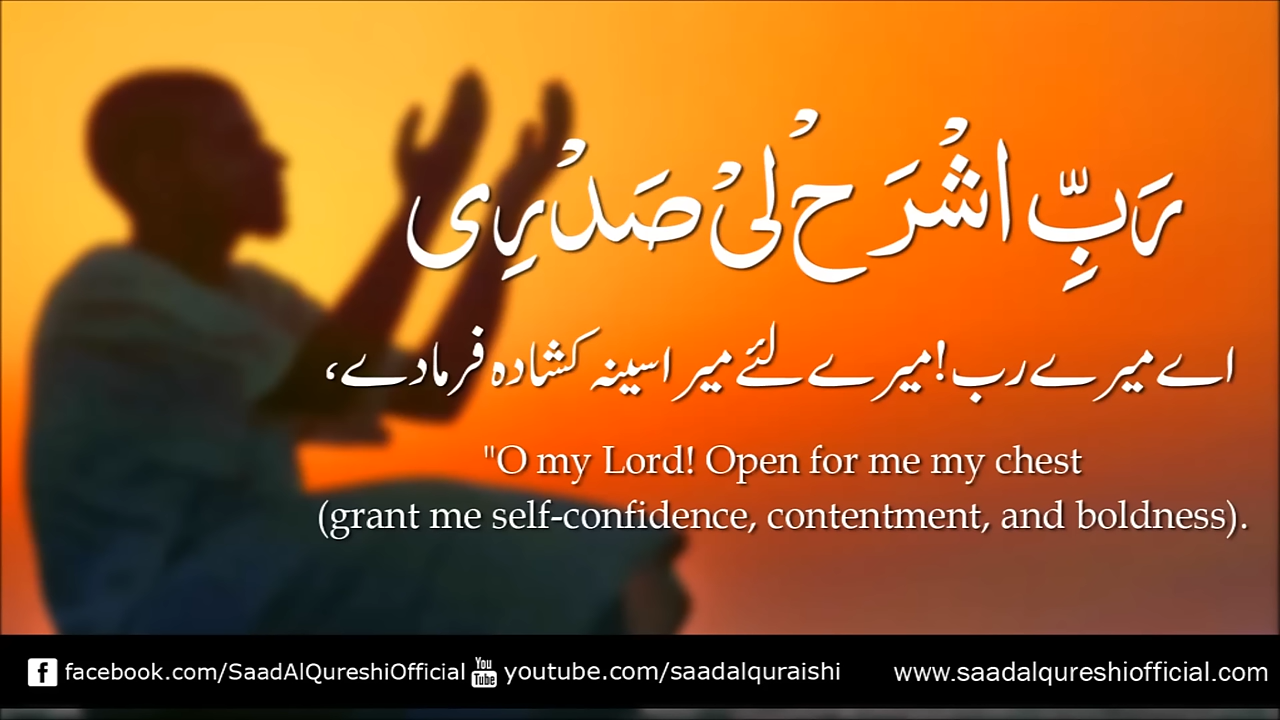 رَبِّ اشْرَحْ لِیْ صَدْرِی
اے میرے رب! میرے لئے میرا سینہ کشادہ فرما دے،
"O my Lord! Open for me my chest
(grant me self-confidence, contentment, and boldness).
facebook.com/SaadAlQureshiOfficial You Tube youtube.com/saadalquraishi www.saadalqureshiofficial.com